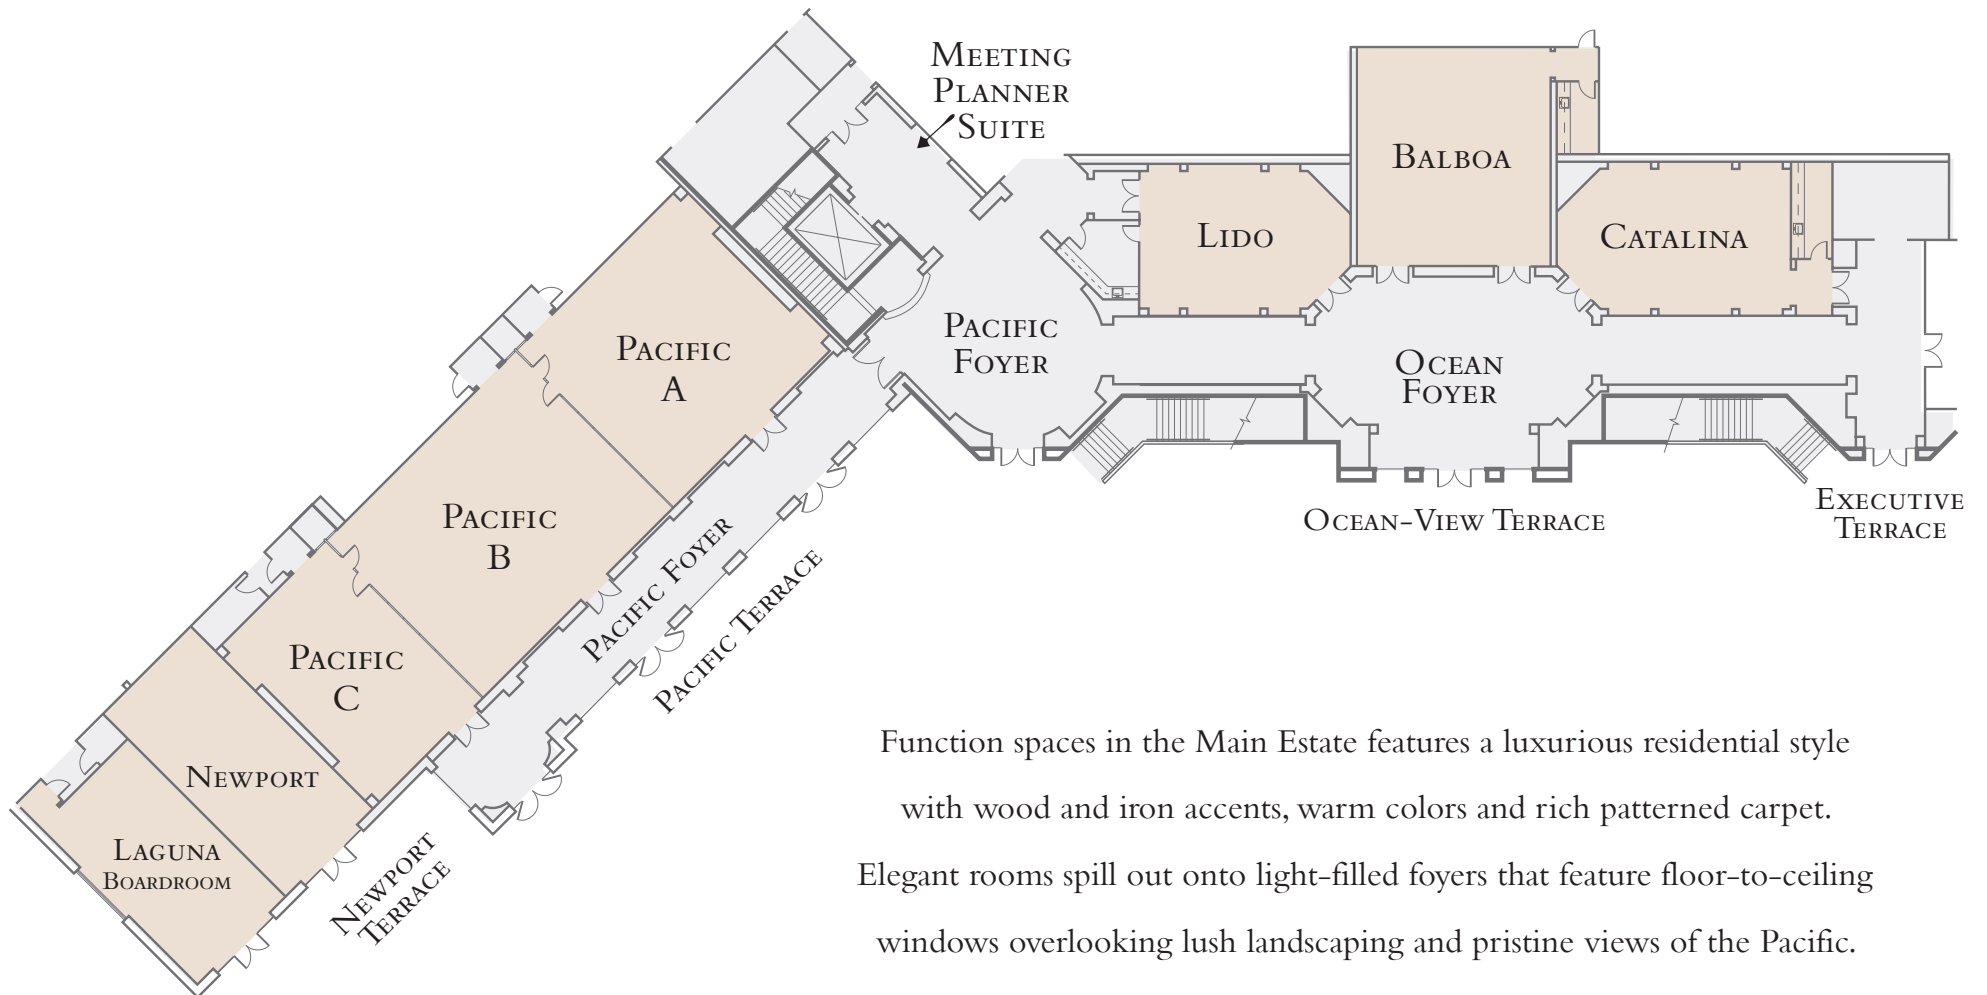 Meeting
Planner
Suite
Balboa
Lido
Catalina
Pacific
A
Pacific
Foyer
Ocean
Foyer
Pacific
B
Pacific Foyer
Pacific Terrace
Ocean-View Terrace
Executive
Terrace
Pacific
C
Newport
Laguna
Boardroom
Newport
Terrace
Function spaces in the Main Estate features a luxurious residential style
with wood and iron accents, warm colors and rich patterned carpet.
Elegant rooms spill out onto light-filled foyers that feature floor-to-ceiling
windows overlooking lush landscaping and pristine views of the Pacific.